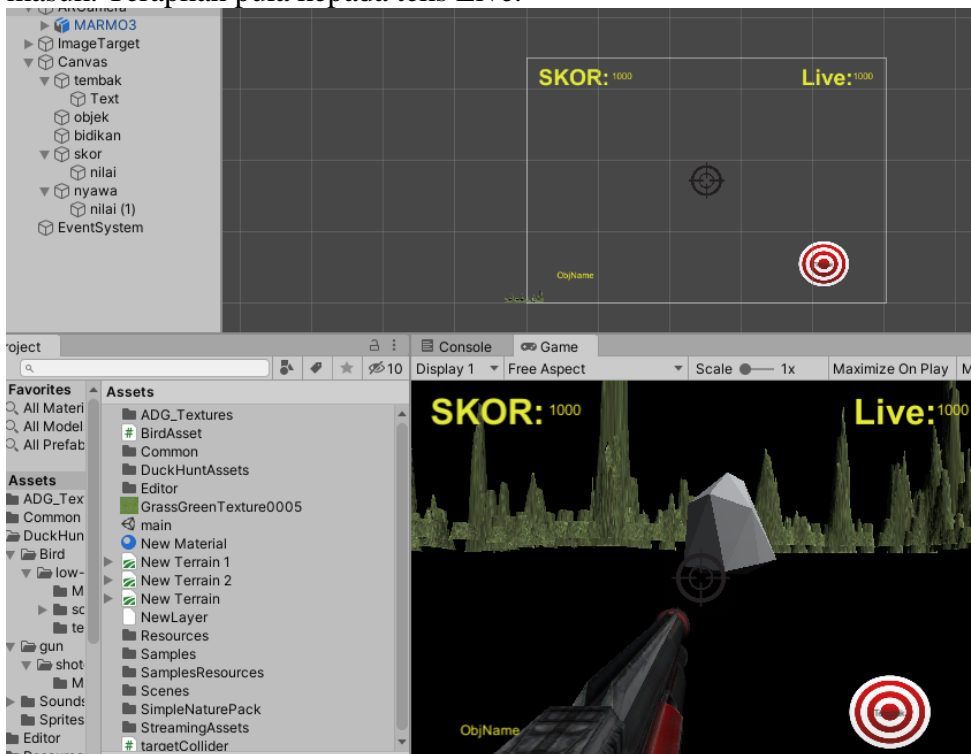 masuh. Terapkan pula kepada teks Live.
ARCamera
MARMO3
ImageTarget
Canvas
tembak
Text
objek
bidikan
skor
nilai
nyawa
nilai (1)
EventSystem
SKOR: 1000
Live: 1000
ObjName
roject
10
Favorites
All Materi
All Model
All Prefab
Assets
ADG_Tex
Common
DuckHun
Bird
low-
M
sc
te
gun
shot
M
Sounds
Sprites
Editor
Assets
ADG_Textures
BirdAsset
Common
DuckHuntAssets
Editor
GrassGreenTexture0005
main
New Material
New Terrain 1
New Terrain 2
New Terrain
NewLayer
Resources
Samples
SamplesResources
Scenes
SimpleNaturePack
StreamingAssets
targetCollider
Console
Game
Display 1
Free Aspect
Scale
1x
Maximize On Play
M
SKOR: 1000
Live:1000
ObjName